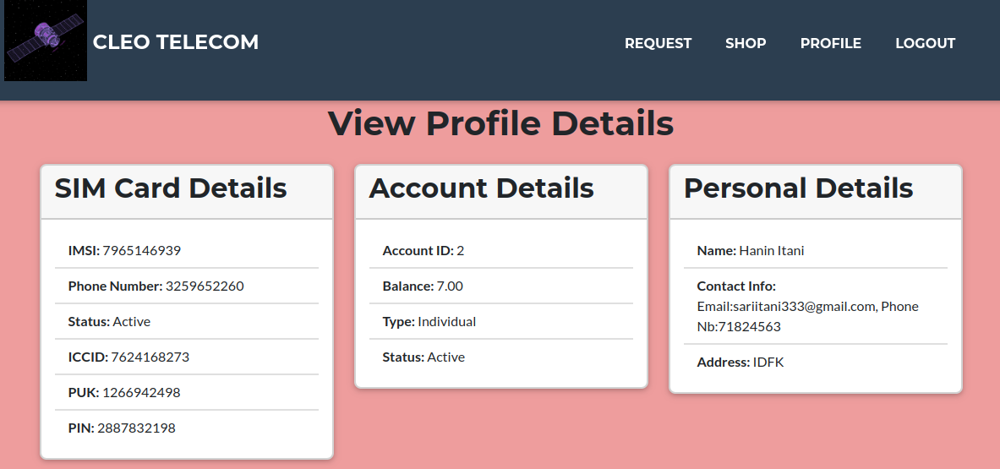 CLEO TELECOM
REQUEST
SHOP
PROFILE
LOGOUT
View Profile Details
SIM Card Details
IMSI: 7965146939
Phone Number: 3259652260
Status: Active
ICCID: 7624168273
PUK: 1266942498
PIN: 2887832198
Account Details
Account ID: 2
Balance: 7.00
Type: Individual
Status: Active
Personal Details
Name: Hanin Itani
Contact Info:
Email:sariitani333@gmail.com, Phone
Nb:71824563
Address: IDFK